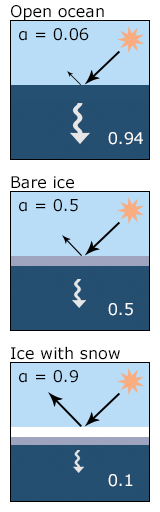 Open ocean
α = 0.06
0.94
Bare ice
α = 0.5
0.5
Ice with snow
α = 0.9
0.1